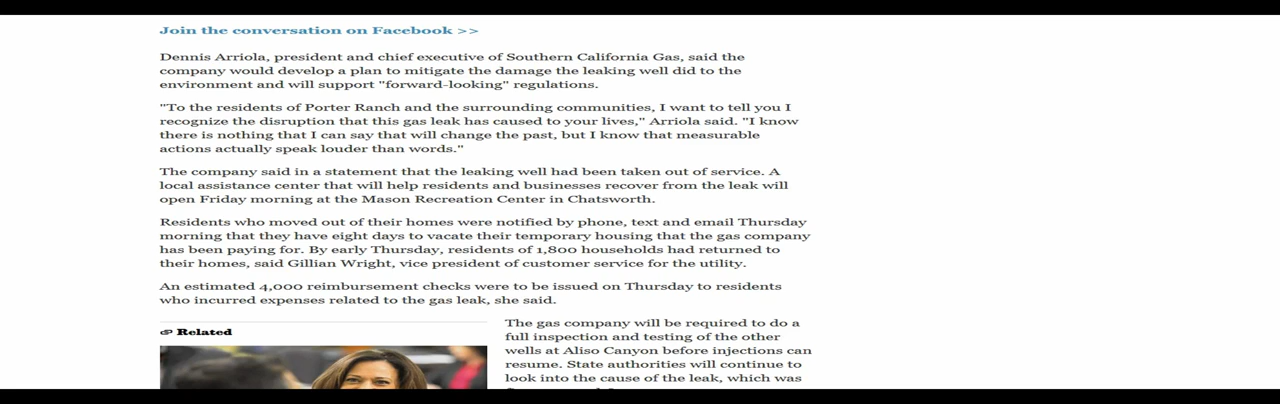 Join the conversation on Facebook >>
Dennis Arriola, president and chief executive of Southern California Gas, said the
company would develop a plan to mitigate the damage the leaking well did to the
environment and will support "forward-looking" regulations.
"To the residents of Porter Ranch and the surrounding communities, I want to tell you I
recognize the disruption that this gas leak has caused to your lives," Arriola said. "I know
there is nothing that I can say that will change the past, but I know that measurable
actions actually speak louder than words."
The company said in a statement that the leaking well had been taken out of service. A
local assistance center that will help residents and businesses recover from the leak will
open Friday morning at the Mason Recreation Center in Chatsworth.
Residents who moved out of their homes were notified by phone, text and email Thursday
morning that they have eight days to vacate their temporary housing that the gas company
has been paying for. By early Thursday, residents of 1,800 households had returned to
their homes, said Gillian Wright, vice president of customer service for the utility.
An estimated 4,000 reimbursement checks were to be issued on Thursday to residents
who incurred expenses related to the gas leak, she said.
Related
The gas company will be required to do a
full inspection and testing of the other
wells at Aliso Canyon before injections can
resume. State authorities will continue to
look into the cause of the leak, which was